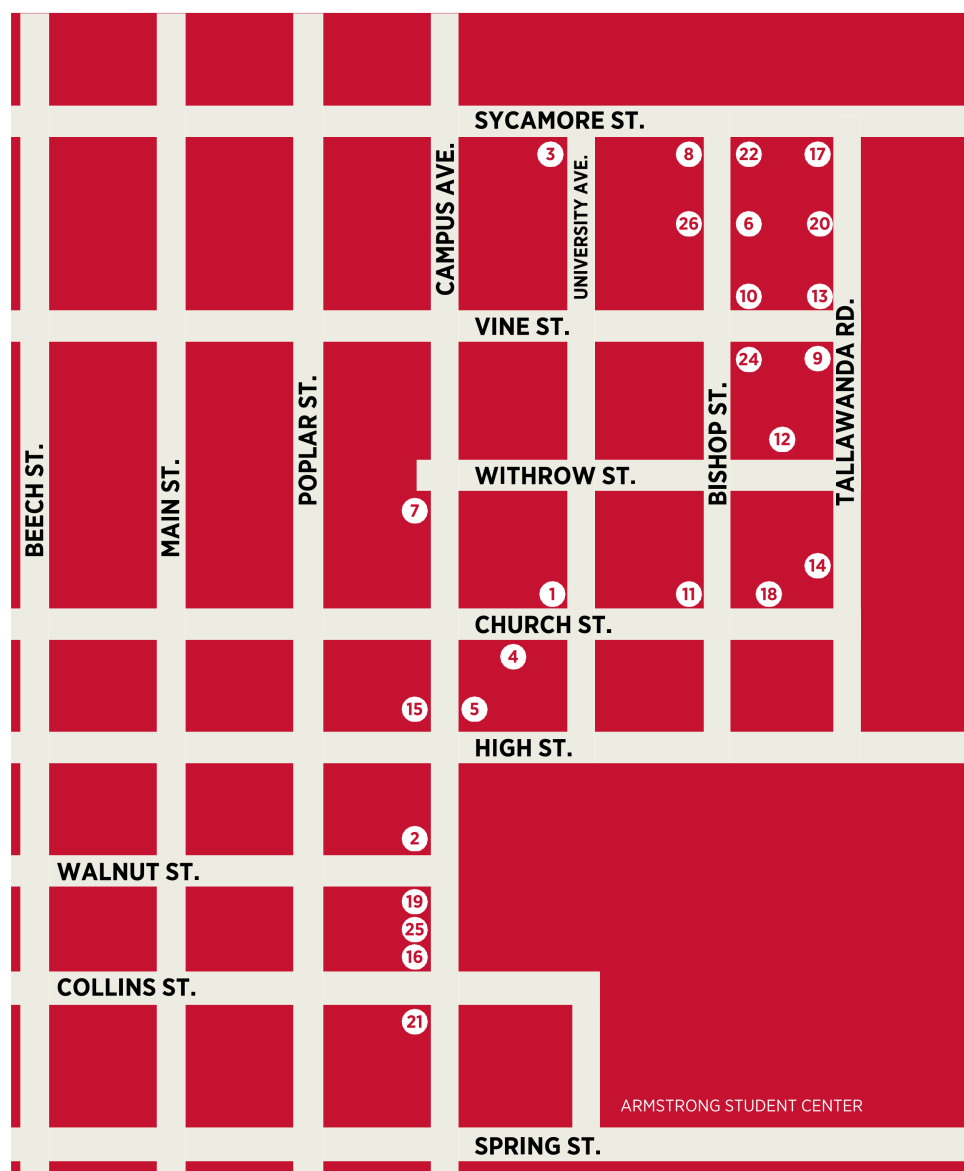 SYCAMORE ST.
3
8
22
17
CAMPUS AVE.
UNIVERSITY AVE.
26
6
20
10
13
VINE ST.
24
9
TALLAWANDA RD.
BISHOP ST.
POPLAR ST.
12
BEECH ST.
MAIN ST.
WITHROW ST.
7
14
1
11
18
CHURCH ST.
4
15
5
HIGH ST.
2
WALNUT ST.
19
25
16
COLLINS ST.
21
ARMSTRONG STUDENT CENTER
SPRING ST.